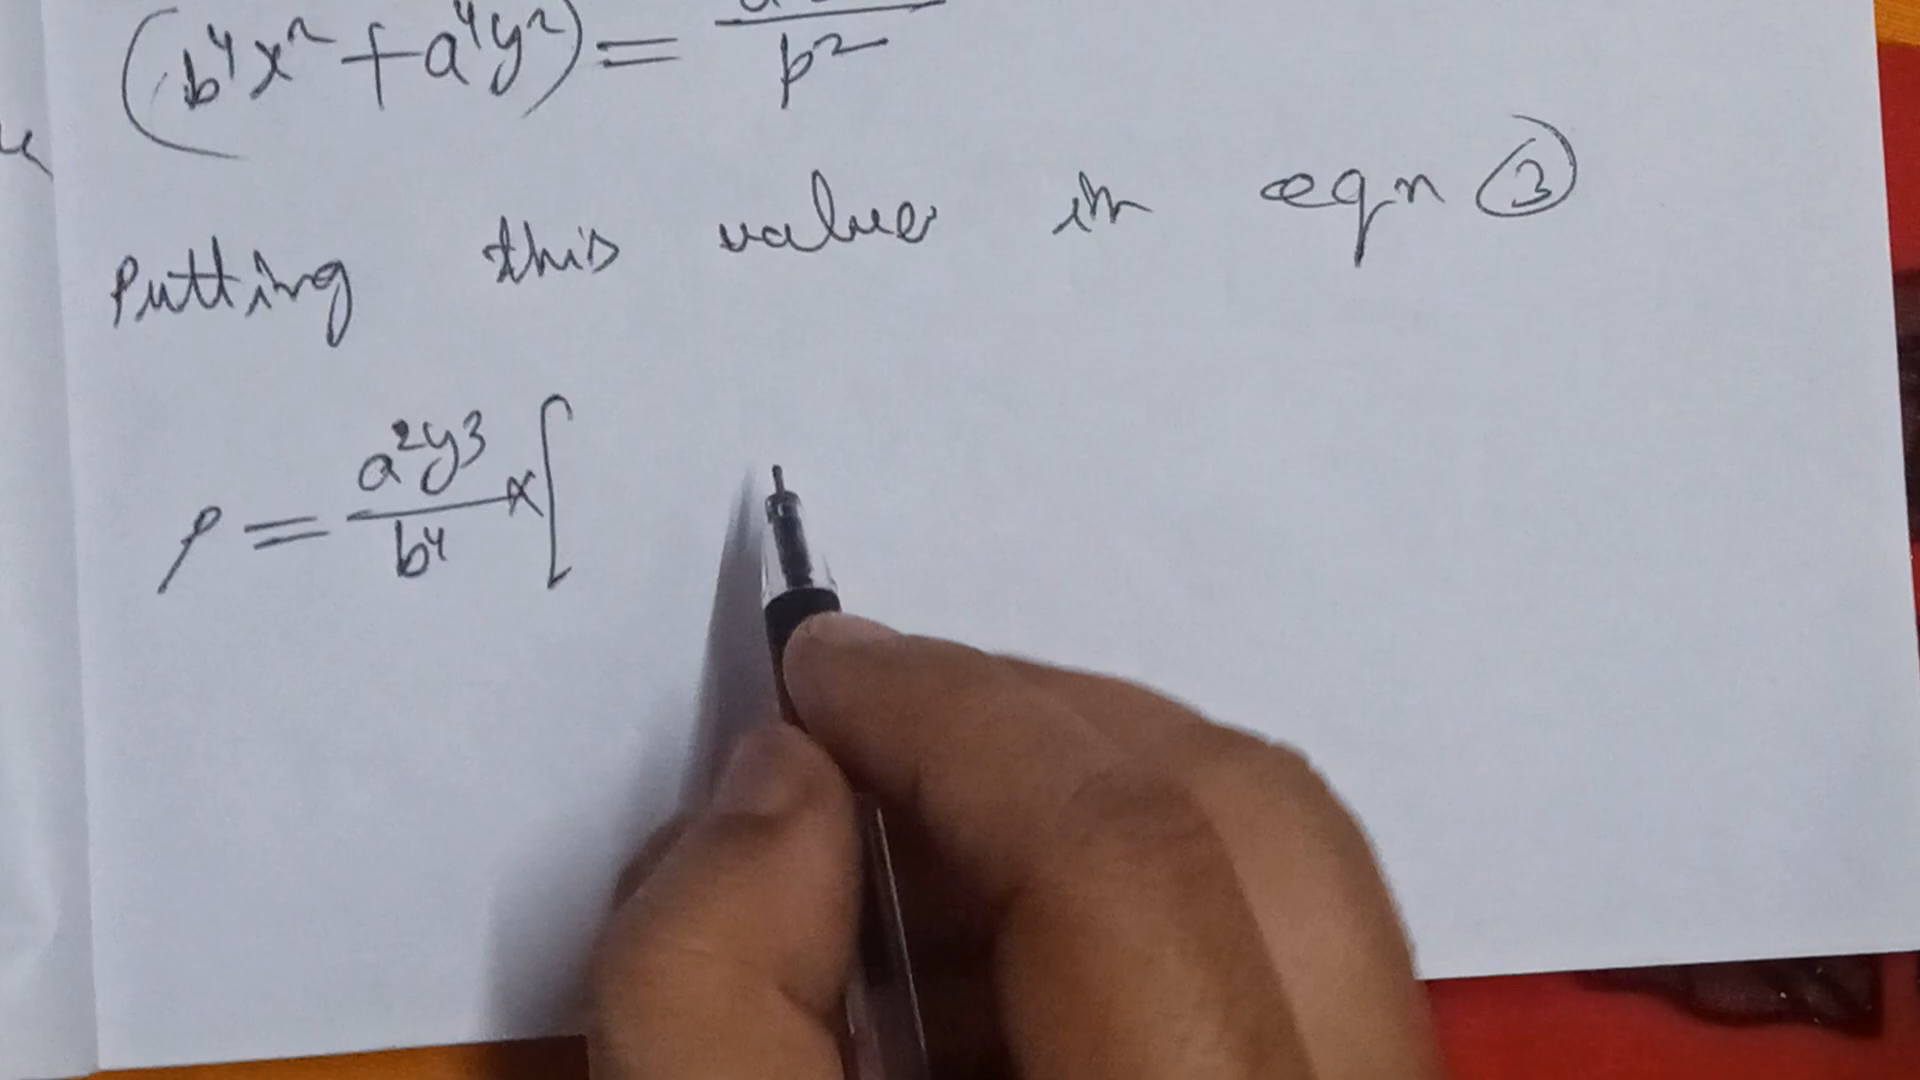 (b⁴x² + a⁴y²) = a / p²
Putting this value in eqn ③
ρ = a²y³ / b⁴ × [